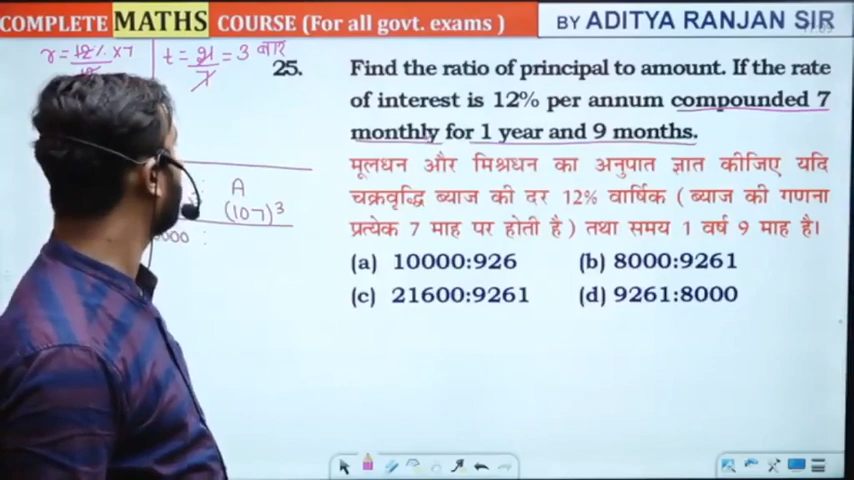 COMPLETE MATHS COURSE (For all govt. exams)
BY ADITYA RANJAN SIR
r = 12% ×7
t = 21 = 3 बार
7
25. Find the ratio of principal to amount. If the rate
of interest is 12% per annum compounded 7
monthly for 1 year and 9 months.
मूलधन और मिश्रधन का अनुपात ज्ञात कीजिए यदि
चक्रवृद्धि ब्याज की दर 12% वार्षिक ( ब्याज की गणना
प्रत्येक 7 माह पर होती है ) तथा समय 1 वर्ष 9 माह है।
: A
(107)³
0000 :
(a) 10000:926 (b) 8000:9261
(c) 21600:9261 (d) 9261:8000